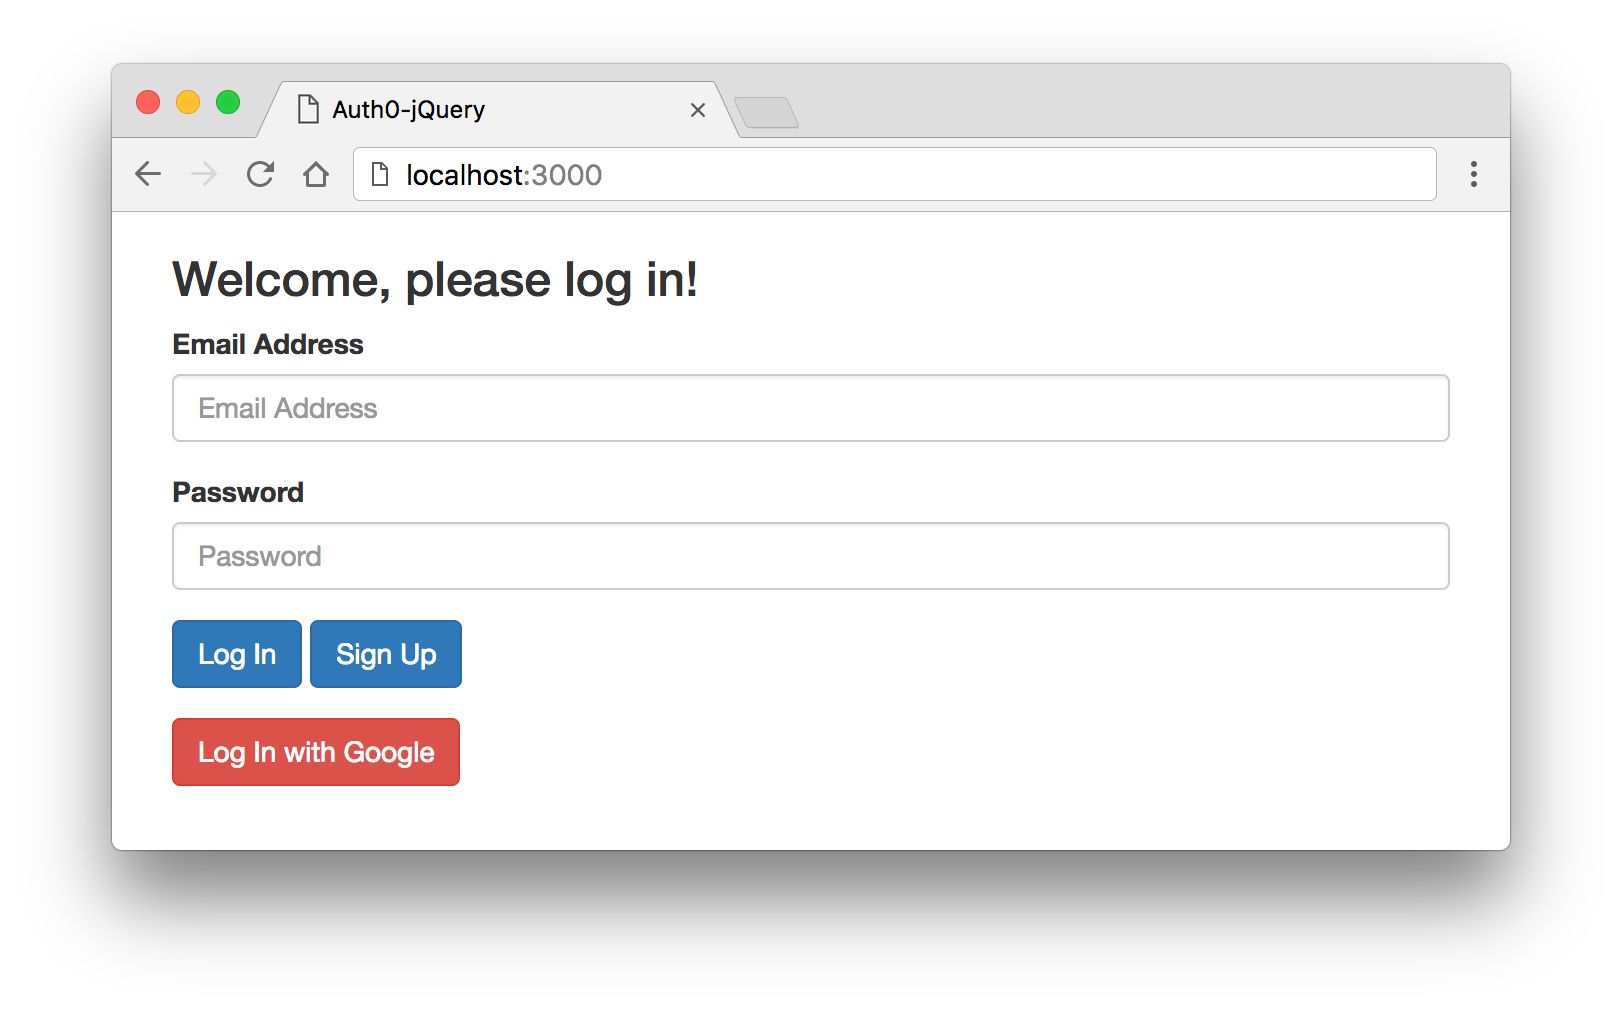 Auth0-jQuery
localhost:3000
Welcome, please log in!
Email Address
Email Address
Password
Password
Log In Sign Up
Log In with Google